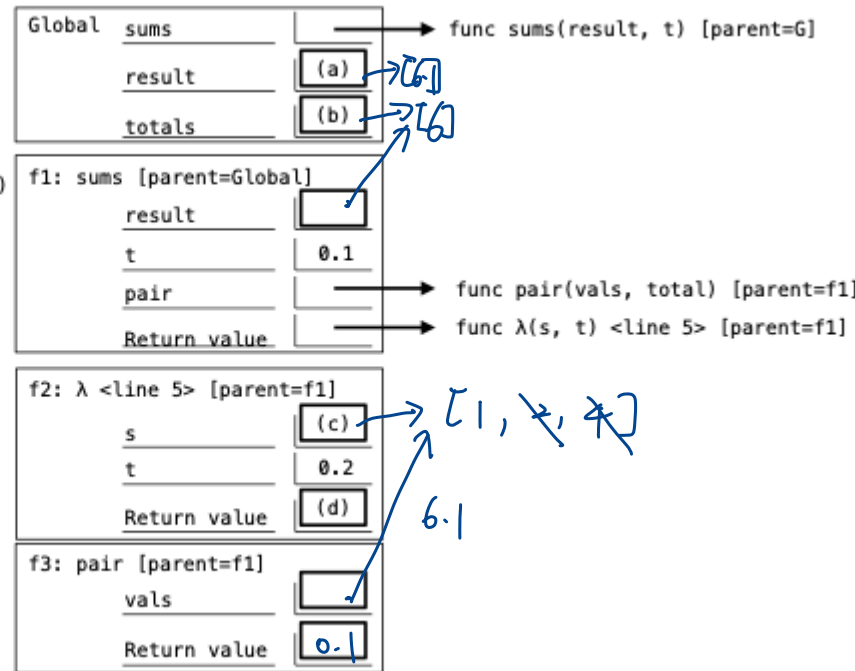 Global sums func sums(result, t) [parent=G]
result (a) [6.1]
totals (b) [6]
)
f1: sums [parent=Global]
result
t 0.1
pair func pair(vals, total) [parent=f1]
Return value func λ(s, t) <line 5> [parent=f1]
f2: λ <line 5> [parent=f1]
s (c) [1, 2, 4]
t 0.2
Return value (d) 6.1
f3: pair [parent=f1]
vals
Return value 0.1